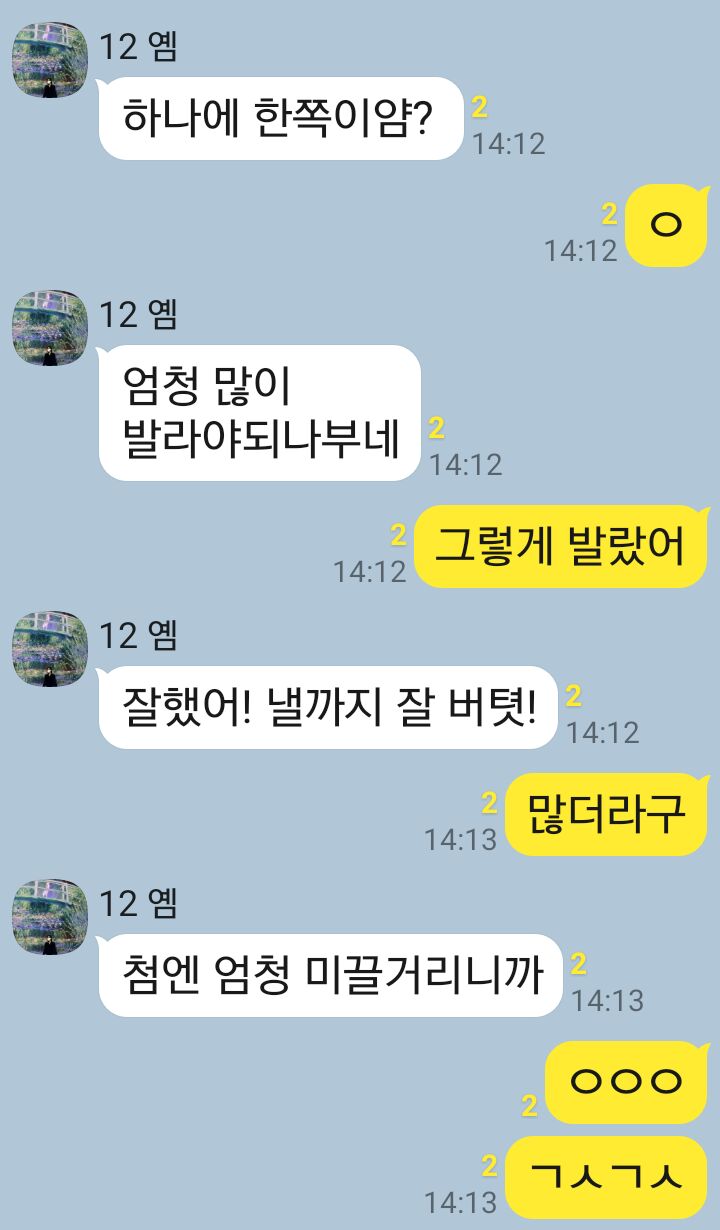 12 옘
하나에 한쪽이얌?
2
14:12
ㅇ
2
14:12
12 옘
엄청 많이
발라야되나부네
2
14:12
그렇게 발랐어
2
14:12
12 옘
잘했어! 낼까지 잘 버텻!
2
14:12
많더라구
2
14:13
12 옘
첨엔 엄청 미끌거리니까
2
14:13
ㅇㅇㅇ
2
ㄱㅅㄱㅅ
2
14:13